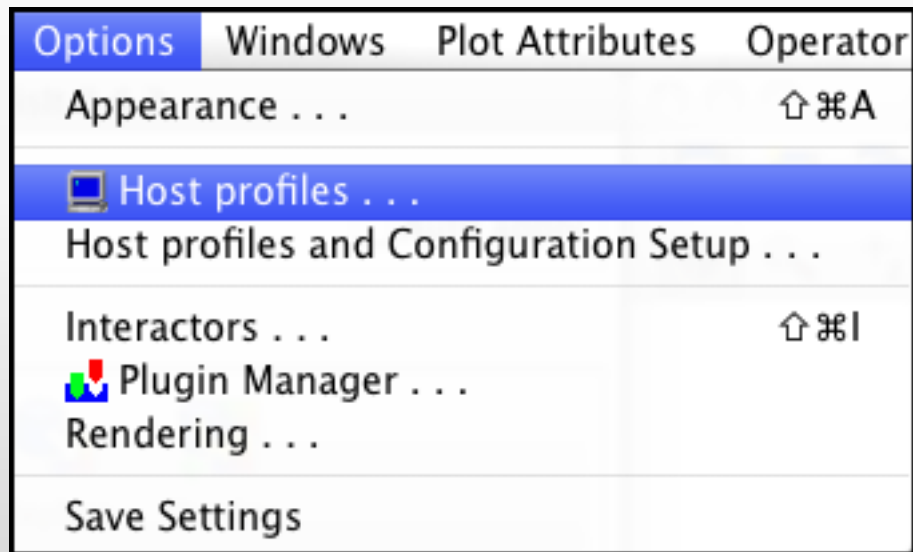 Options Windows Plot Attributes Operator
Appearance . . . ⇧⌘A
Host profiles . . .
Host profiles and Configuration Setup . . .
Interactors . . . ⇧⌘I
Plugin Manager . . .
Rendering . . .
Save Settings